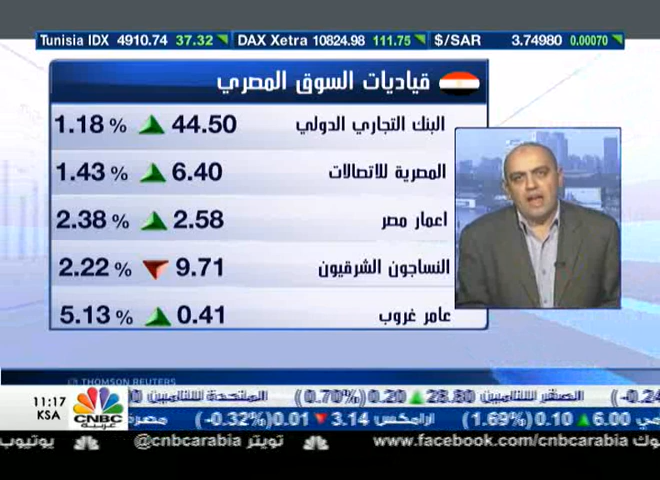 Tunisia IDX 4910.74 37.32 DAX Xetra 10824.98 111.75 $/SAR 3.74980 0.00070
قياديات السوق المصري
البنك التجاري الدولي 44.50 1.18 %
المصرية للاتصالات 6.40 1.43 %
اعمار مصر 2.58 2.38 %
النساجون الشرقيون 9.71 2.22 %
عامر غروب 0.41 5.13 %
THOMSON REUTERS
-0.24 الصقر للتامين 28.80 0.20 (0.70%) المتحدة للتامين
6.00 0.10 (1.69%) ارامكس 3.14 0.01 (-0.32%)
11:17
KSA
CNBC
عربية
www.facebook.com/cnbcarabia تويتر @cnbcarabia يوتيوب